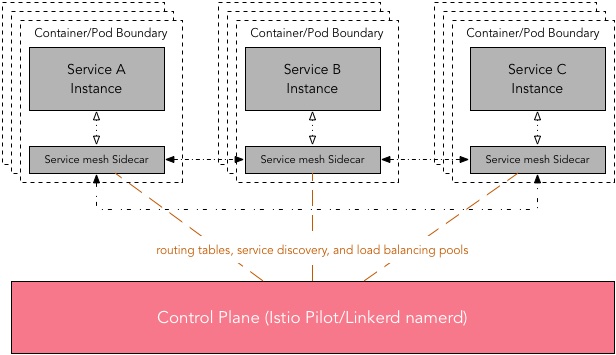 Container/Pod Boundary
Service A
Instance
Service mesh Sidecar
Container/Pod Boundary
Service B
Instance
Service mesh Sidecar
Container/Pod Boundary
Service C
Instance
Service mesh Sidecar
routing tables, service discovery, and load balancing pools
Control Plane (Istio Pilot/Linkerd namerd)